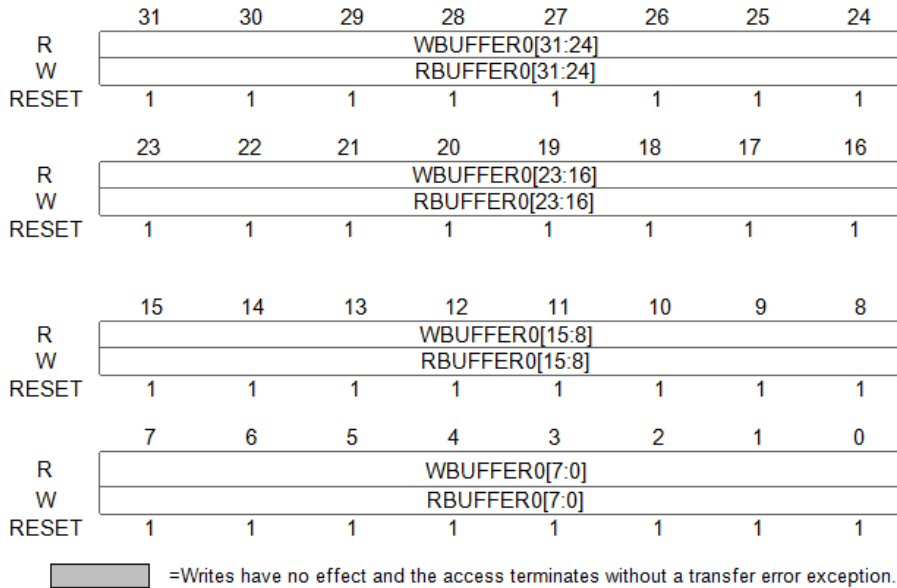 31 30 29 28 27 26 25 24
R WBUFFER0[31:24]
W RBUFFER0[31:24]
RESET 1 1 1 1 1 1 1 1
23 22 21 20 19 18 17 16
R WBUFFER0[23:16]
W RBUFFER0[23:16]
RESET 1 1 1 1 1 1 1 1
15 14 13 12 11 10 9 8
R WBUFFER0[15:8]
W RBUFFER0[15:8]
RESET 1 1 1 1 1 1 1 1
7 6 5 4 3 2 1 0
R WBUFFER0[7:0]
W RBUFFER0[7:0]
RESET 1 1 1 1 1 1 1 1
=Writes have no effect and the access terminates without a transfer error exception.